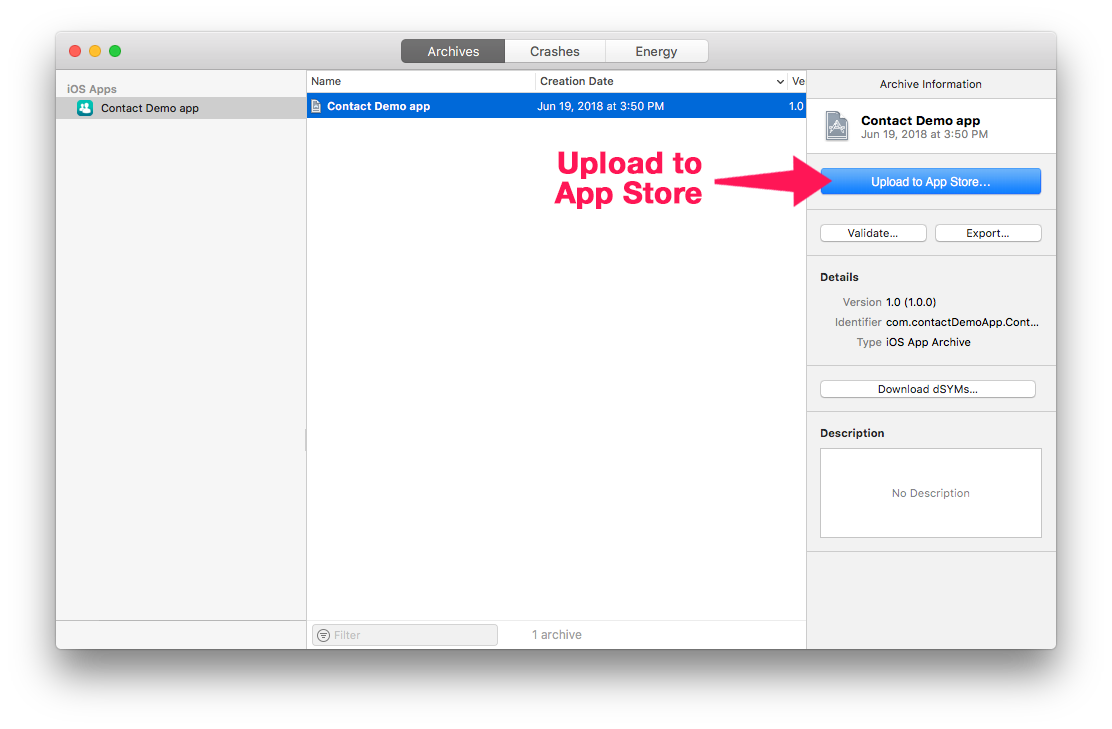 Archives Crashes Energy
iOS Apps
Contact Demo app
Name Creation Date Ve
Contact Demo app Jun 19, 2018 at 3:50 PM 1.0
Upload to
App Store
Filter 1 archive
Archive Information
Contact Demo app
Jun 19, 2018 at 3:50 PM
Upload to App Store...
Validate... Export...
Details
Version 1.0 (1.0.0)
Identifier com.contactDemoApp.Cont...
Type iOS App Archive
Download dSYMs...
Description
No Description